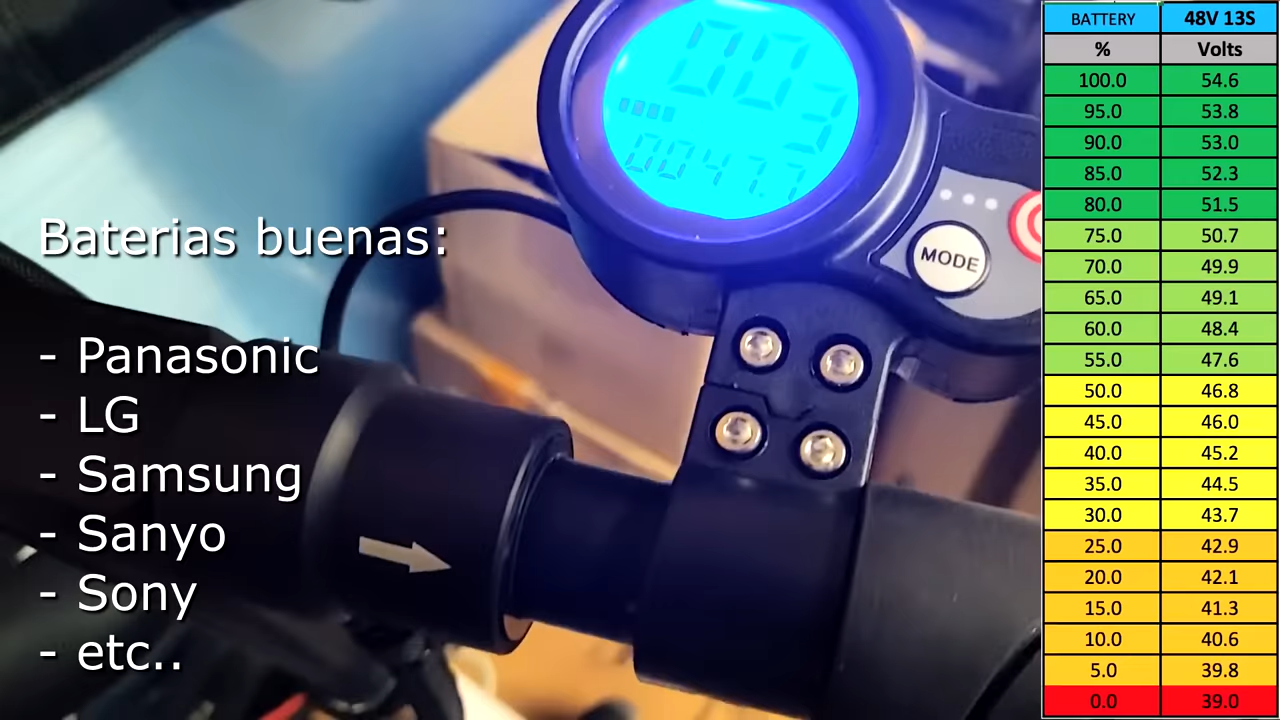 Baterias buenas:
- Panasonic
- LG
- Samsung
- Sanyo
- Sony
- etc..
00
3
0047.7
MODE
BATTERY 48V 13S
% Volts
100.0 54.6
95.0 53.8
90.0 53.0
85.0 52.3
80.0 51.5
75.0 50.7
70.0 49.9
65.0 49.1
60.0 48.4
55.0 47.6
50.0 46.8
45.0 46.0
40.0 45.2
35.0 44.5
30.0 43.7
25.0 42.9
20.0 42.1
15.0 41.3
10.0 40.6
5.0 39.8
0.0 39.0